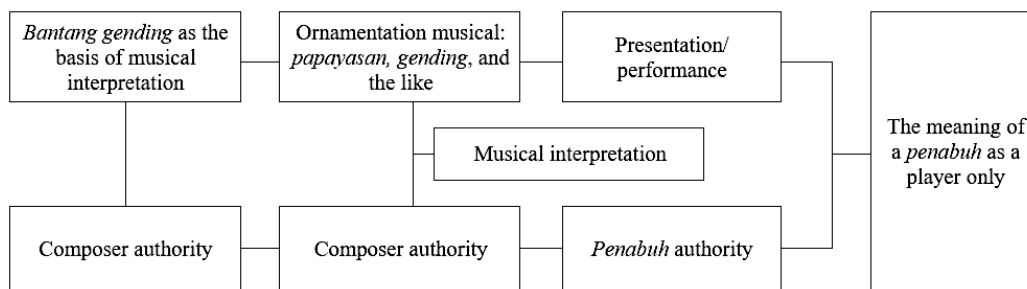 Bantang gending as the
basis of musical
interpretation
Ornamentation musical:
papayasan, gending, and
the like
Presentation/
performance
The meaning of
a penabuh as a
player only
Musical interpretation
Composer authority
Composer authority
Penabuh authority